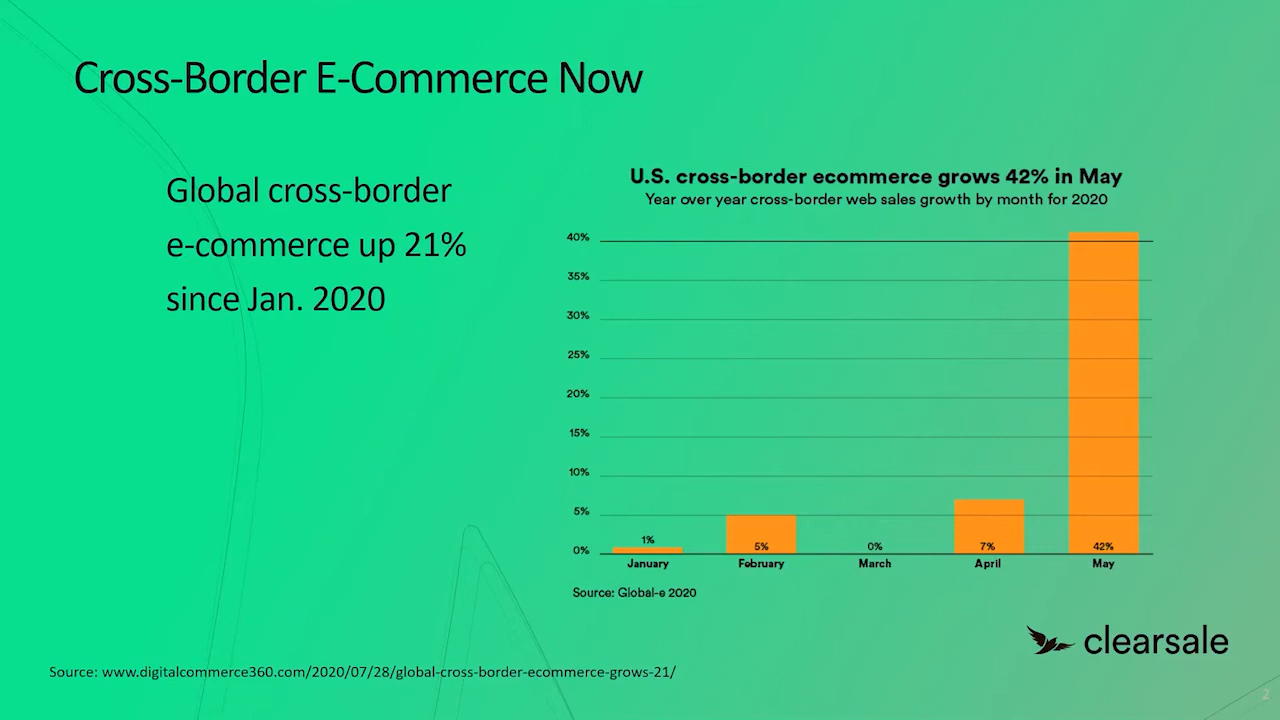 Cross-Border E-Commerce Now
Global cross-border
e-commerce up 21%
since Jan. 2020
U.S. cross-border ecommerce grows 42% in May
Year over year cross-border web sales growth by month for 2020
40%
35%
30%
25%
20%
15%
10%
5%
0%
1%
5%
0%
7%
42%
January
February
March
April
May
Source: Global-e 2020
clearsale
Source: www.digitalcommerce360.com/2020/07/28/global-cross-border-ecommerce-grows-21/
2